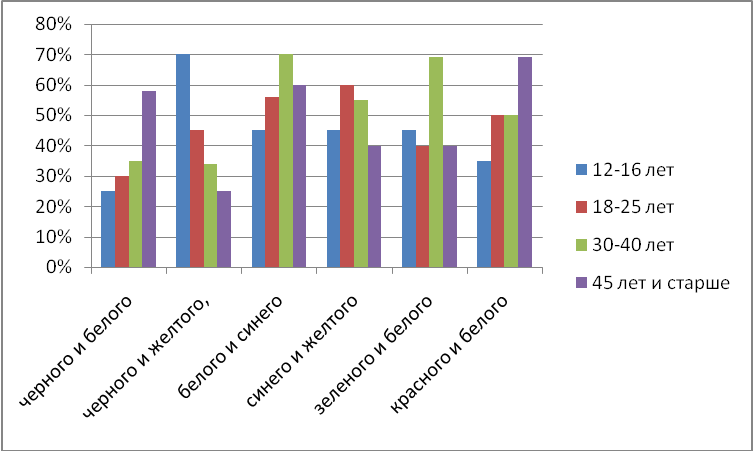 80%
70%
60%
50%
40%
30%
20%
10%
0%
черного и белого
черного и желтого,
белого и синего
синего и желтого
зеленого и белого
красного и белого
12-16 лет
18-25 лет
30-40 лет
45 лет и старше